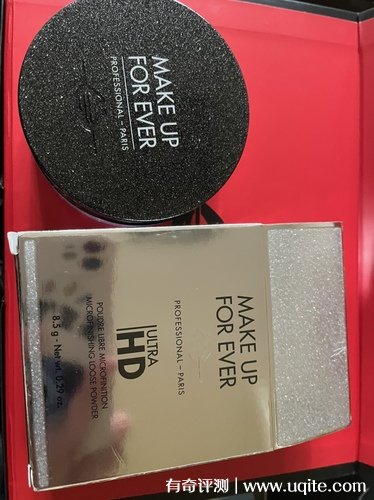 MAKE UP
FOR EVER
PROFESSIONAL – PARIS
MAKE UP
FOR EVER
PROFESSIONAL – PARIS
ULTRA
HD
POUDRE LIBRE MICROFINITION
MICROFINISHING LOOSE POWDER
8.5 g - Net wt. 0.29 oz.
有奇评测 | www.uqite.com